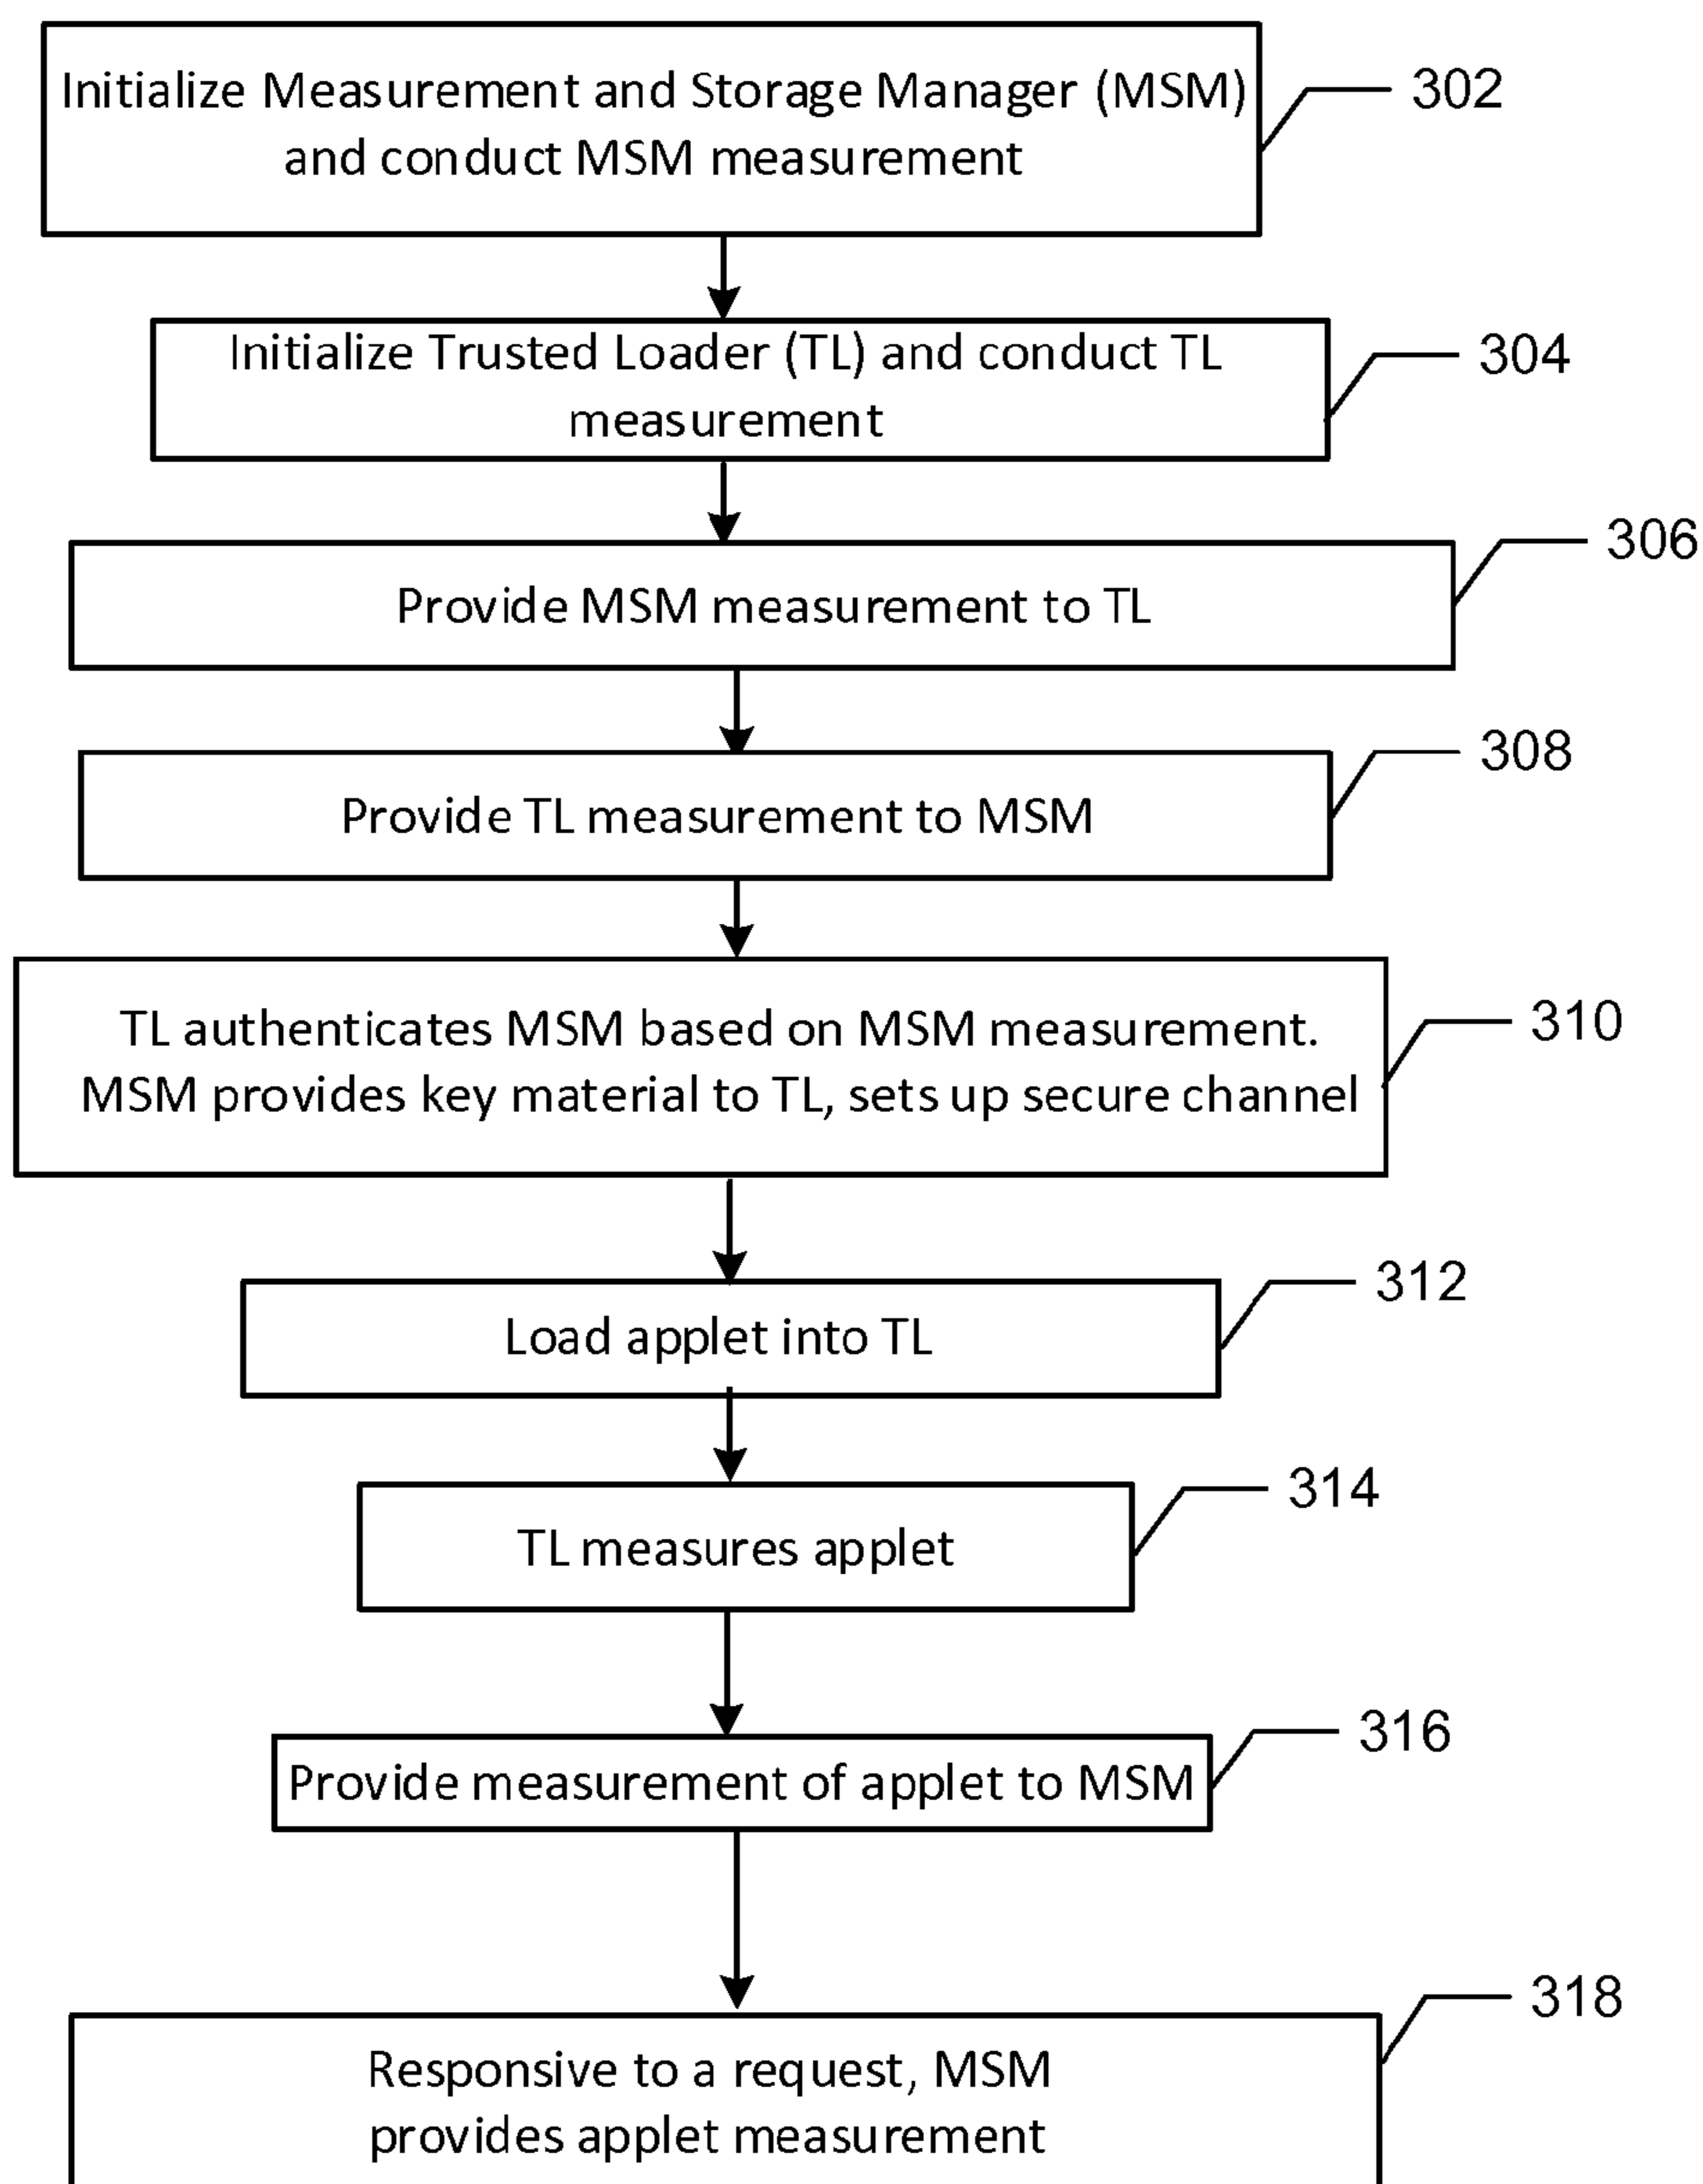 Initialize Measurement and Storage Manager (MSM)
and conduct MSM measurement
302
Initialize Trusted Loader (TL) and conduct TL
measurement
304
Provide MSM measurement to TL
306
Provide TL measurement to MSM
308
TL authenticates MSM based on MSM measurement.
MSM provides key material to TL, sets up secure channel
310
Load applet into TL
312
TL measures applet
314
Provide measurement of applet to MSM
316
Responsive to a request, MSM
provides applet measurement
318